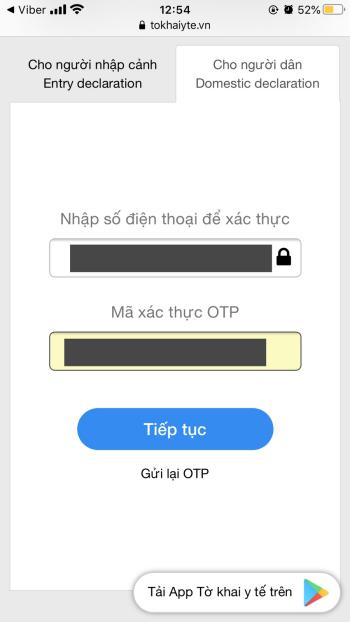 Viber 12:54 52%
tokhaiyte.vn
Cho người nhập cảnh
Entry declaration
Cho người dân
Domestic declaration
Nhập số điện thoại để xác thực
Mã xác thực OTP
Tiếp tục
Gửi lại OTP
Tải App Tờ khai y tế trên